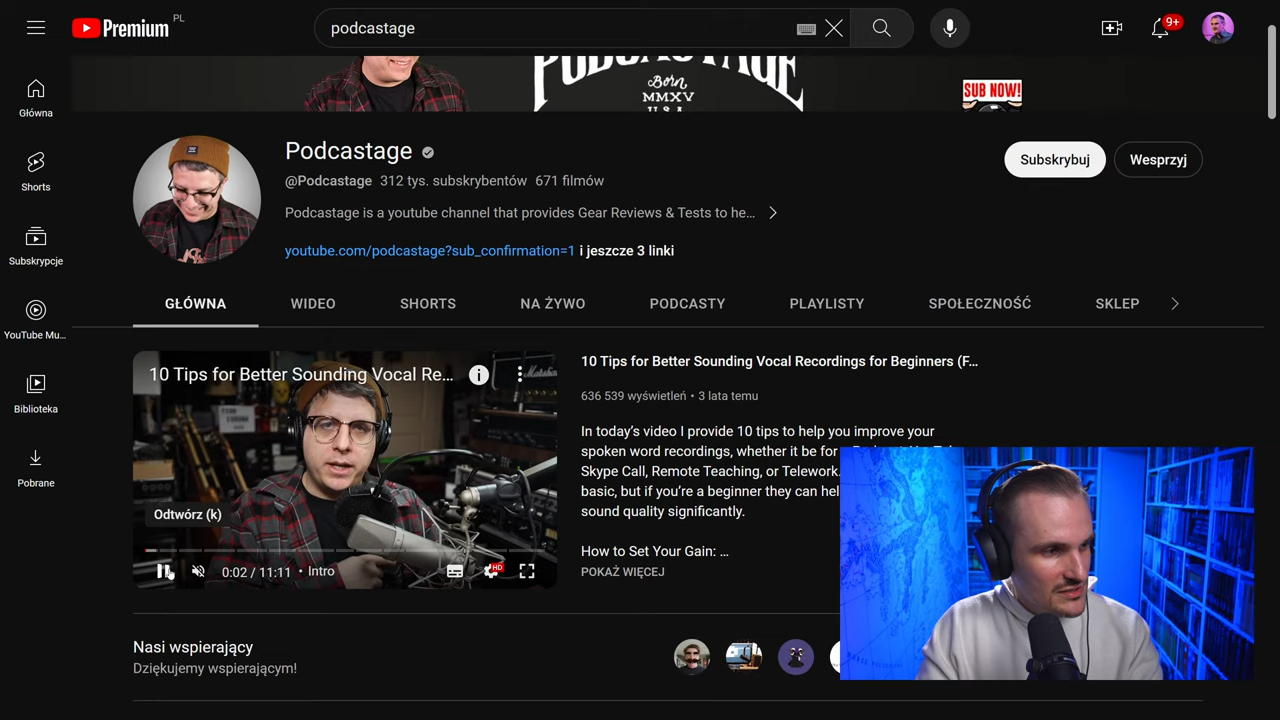 Premium PL
podcastage
9+
PODCASTAGE
Born
MMXV
U.S.A
SUB NOW!
Główna
Shorts
Subskrypcje
YouTube Mu...
Biblioteka
Pobrane
Podcastage
@Podcastage 312 tys. subskrybentów 671 filmów
Podcastage is a youtube channel that provides Gear Reviews & Tests to he...
youtube.com/podcastage?sub_confirmation=1 i jeszcze 3 linki
Subskrybuj
Wesprzyj
GŁÓWNA WIDEO SHORTS NA ŻYWO PODCASTY PLAYLISTY SPOŁECZNOŚĆ SKLEP
10 Tips for Better Sounding Vocal Re...
Marshall
Odtwórz (k)
0:02 / 11:11 • Intro
HD
10 Tips for Better Sounding Vocal Recordings for Beginners (F...
636 539 wyświetleń • 3 lata temu
In today's video I provide 10 tips to help you improve your
spoken word recordings, whether it be for
Skype Call, Remote Teaching, or Telework.
basic, but if you're a beginner they can hel
sound quality significantly.
How to Set Your Gain: ...
POKAŻ WIĘCEJ
Nasi wspierający
Dziękujemy wspierającym!